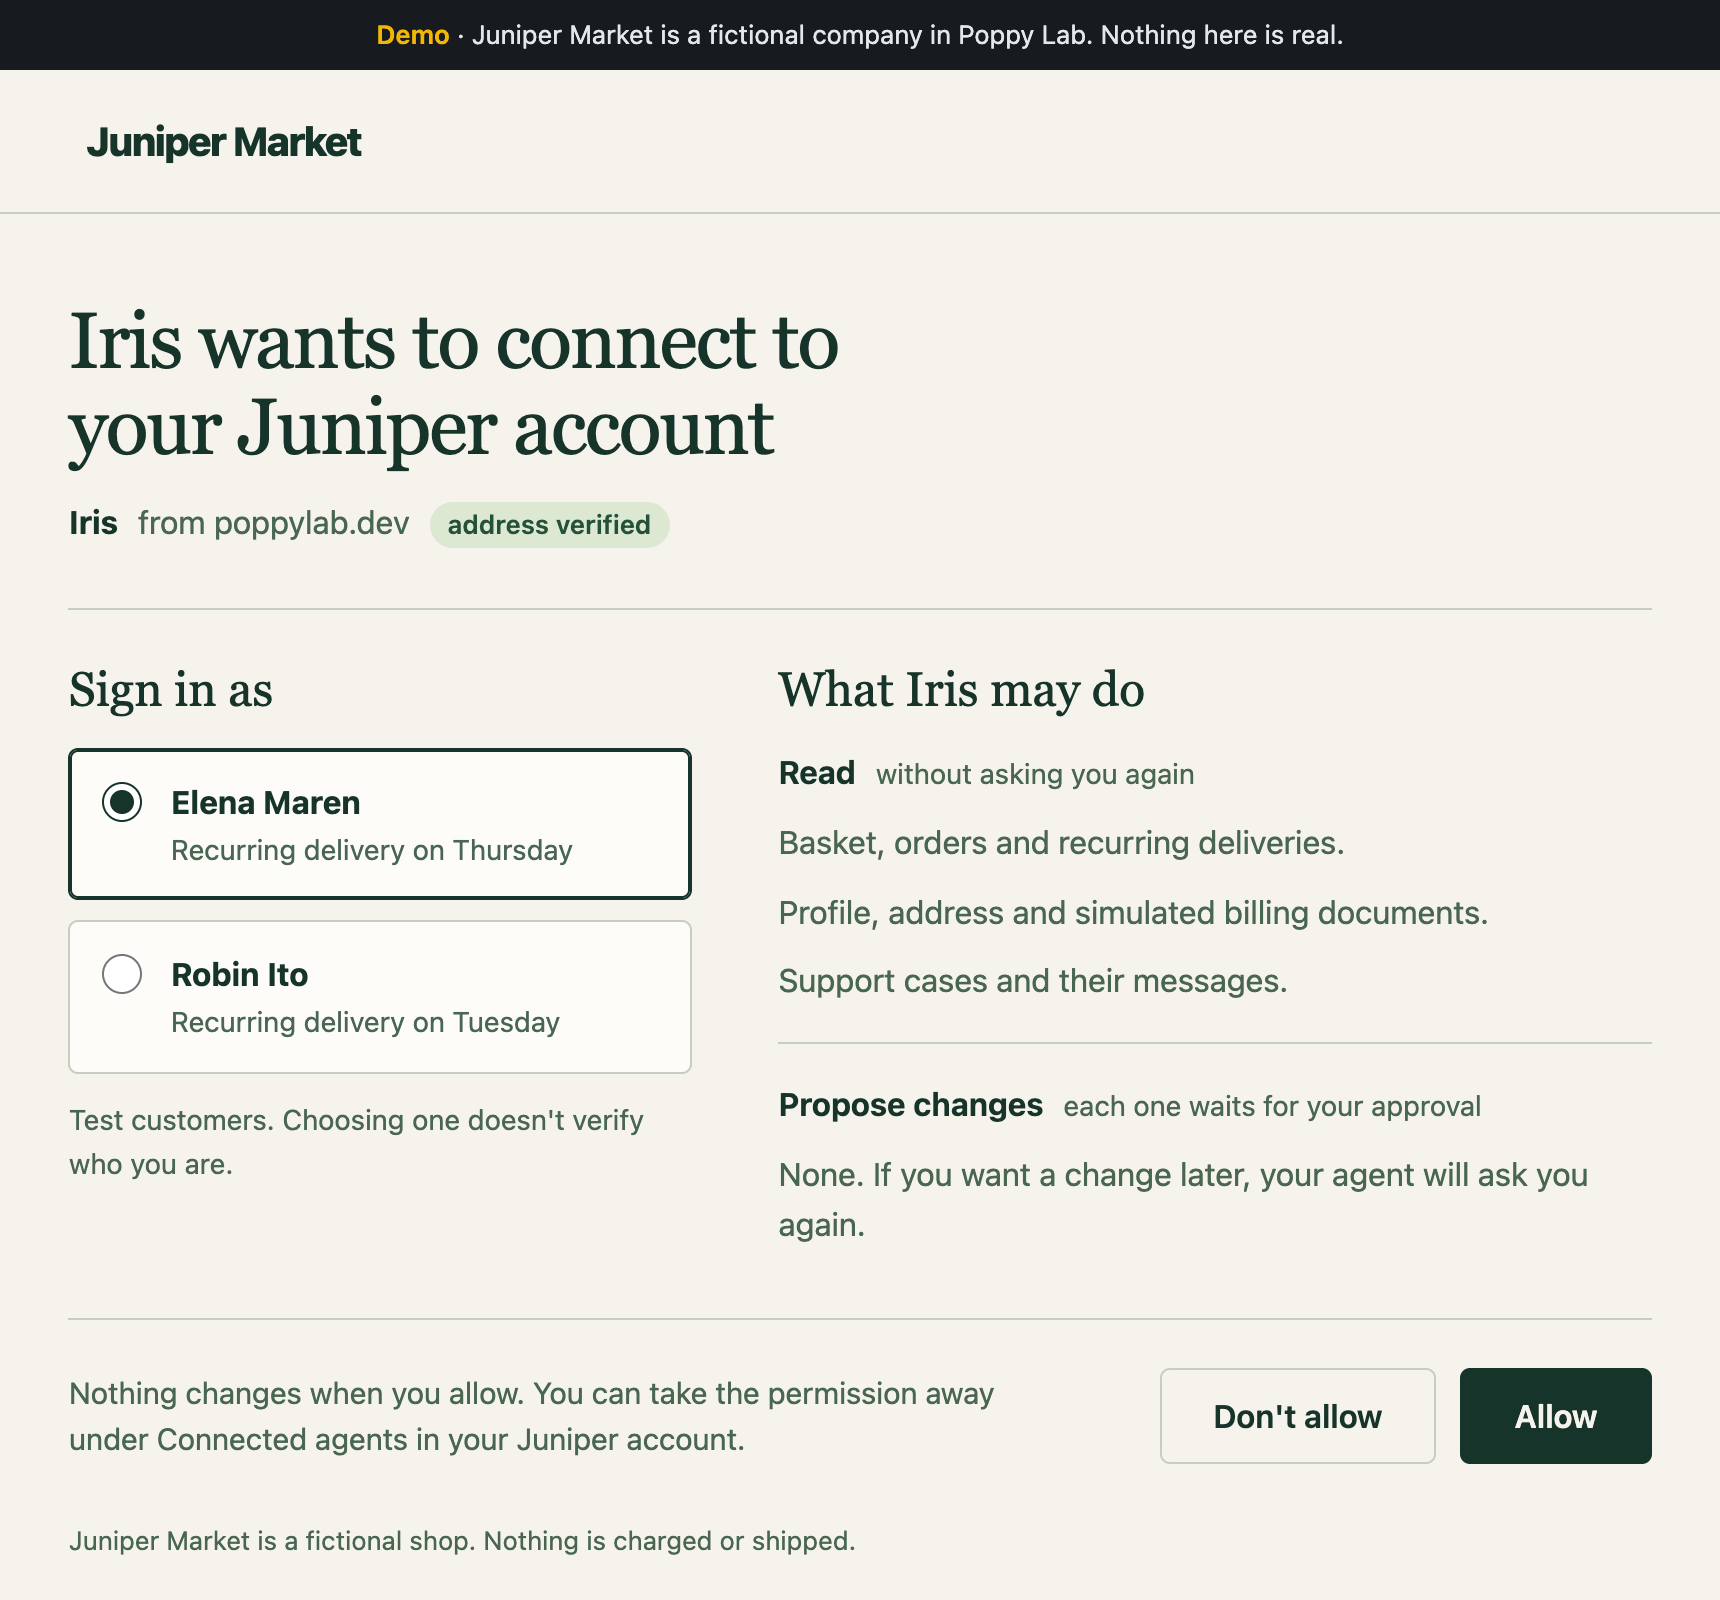 Demo · Juniper Market is a fictional company in Poppy Lab. Nothing here is real.
Juniper Market
Iris wants to connect to
your Juniper account
Iris from poppylab.dev address verified
Sign in as
Elena Maren
Recurring delivery on Thursday
Robin Ito
Recurring delivery on Tuesday
Test customers. Choosing one doesn't verify
who you are.
What Iris may do
Read without asking you again
Basket, orders and recurring deliveries.
Profile, address and simulated billing documents.
Support cases and their messages.
Propose changes each one waits for your approval
None. If you want a change later, your agent will ask you
again.
Nothing changes when you allow. You can take the permission away
under Connected agents in your Juniper account.
Don't allow
Allow
Juniper Market is a fictional shop. Nothing is charged or shipped.